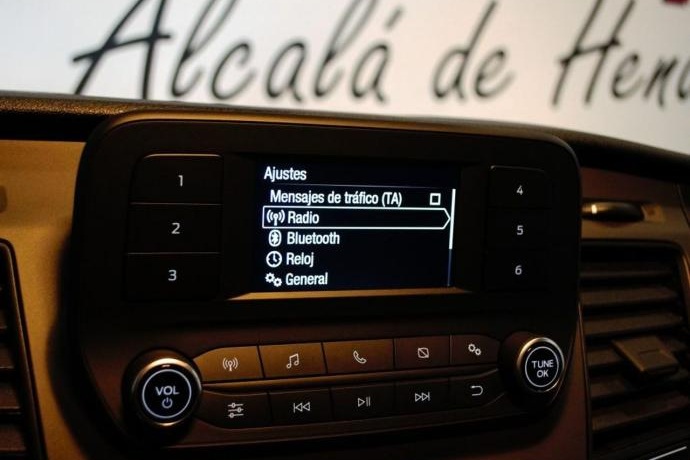 Alcalá de Hena
Ajustes
Mensajes de tráfico (TA)
Radio
Bluetooth
Reloj
General
1
2
3
4
5
6
VOL
TUNE
OK